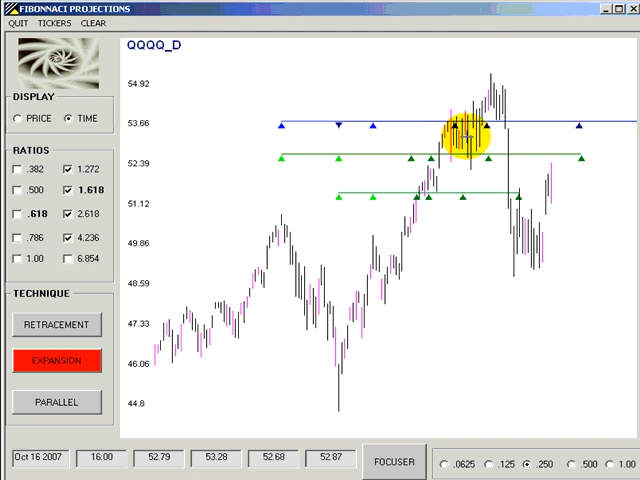 FIBONNACI PROJECTIONS
QUIT TICKERS CLEAR
QQQQ_D
DISPLAY
PRICE TIME
RATIOS
.382 1.272
.500 1.618
.618 2.618
.786 4.236
1.00 6.854
TECHNIQUE
RETRACEMENT
EXPANSION
PARALLEL
54.92
53.66
52.39
51.12
49.86
48.59
47.33
46.06
44.8
Oct 16 2007 16:00 52.79 53.28 52.68 52.87 FOCUSER .0625 .125 .250 .500 1.00